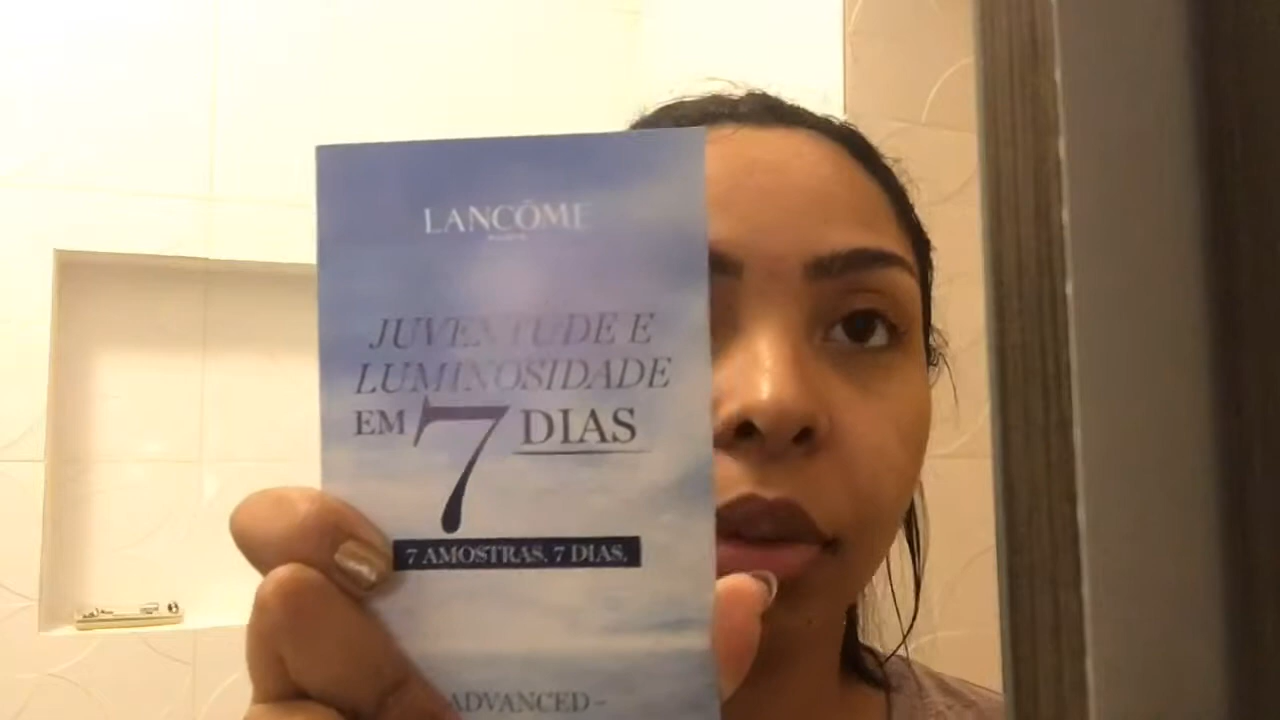 LANCÔME
JUVENTUDE E
LUMINOSIDADE
EM 7 DIAS
7 AMOSTRAS. 7 DIAS.
ADVANCED